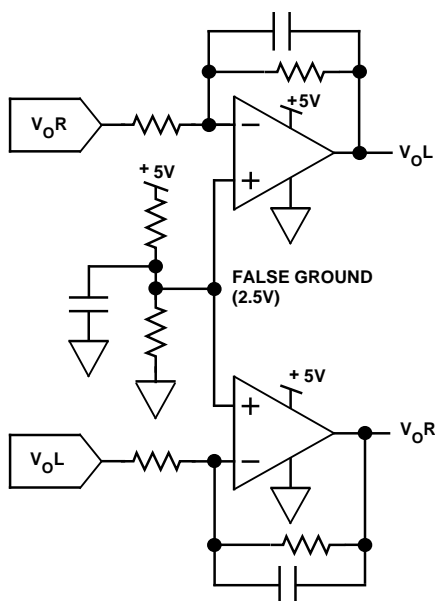 +5V
VOR
−
VOL
+ 5V
+
FALSE GROUND
(2.5V)
+ 5V
+
VOR
VOL
−